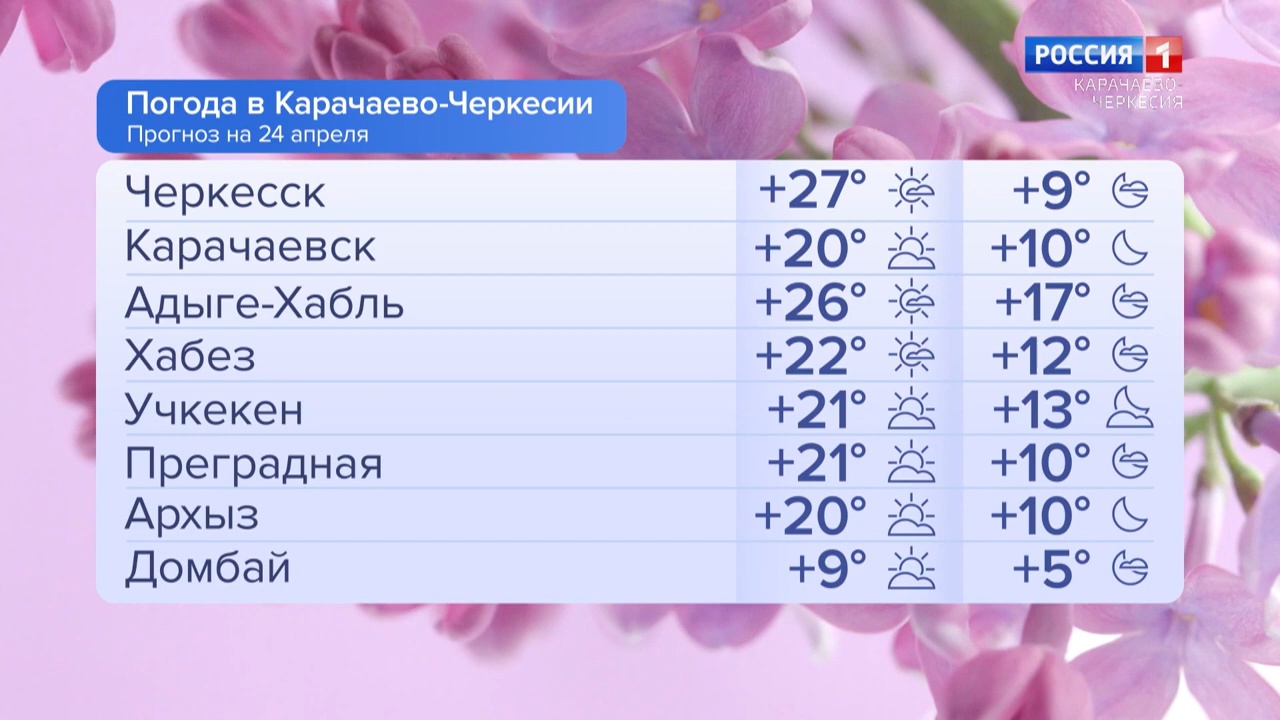 РОССИЯ 1
КАРАЧАЕВО-
ЧЕРКЕСИЯ
Погода в Карачаево-Черкесии
Прогноз на 24 апреля
Черкесск +27° +9°
Карачаевск +20° +10°
Адыге-Хабль +26° +17°
Хабез +22° +12°
Учкекен +21° +13°
Преградная +21° +10°
Архыз +20° +10°
Домбай +9° +5°